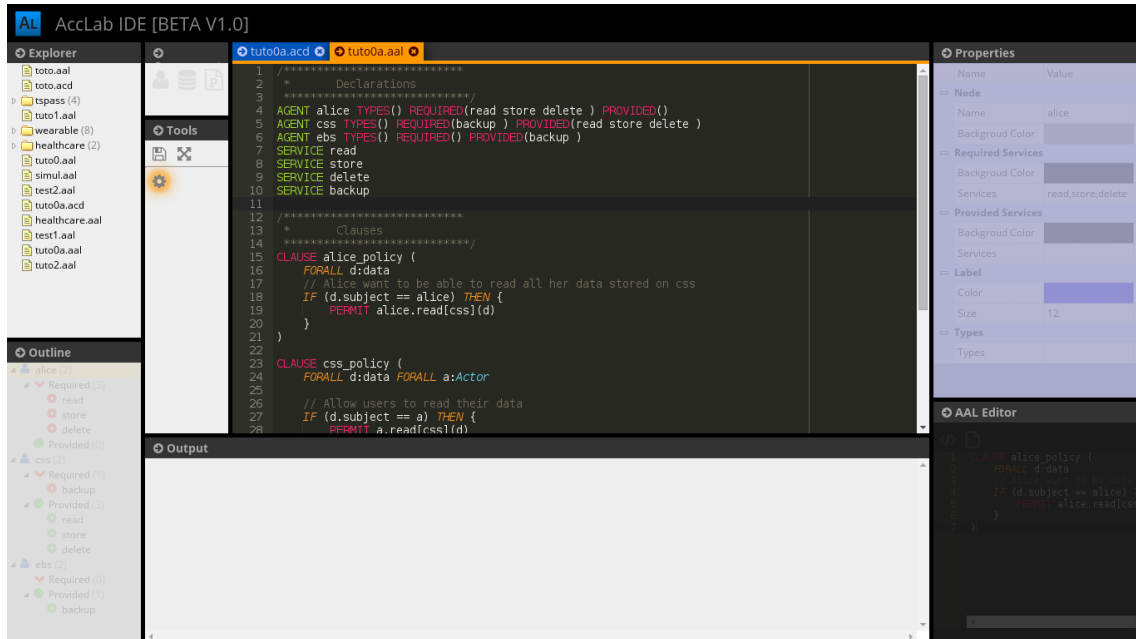 AL AccLab IDE [BETA V1.0]
Explorer
toto.aal
toto.acd
tspass (4)
tuto1.aal
wearable (8)
healthcare (2)
tuto0.aal
simul.aal
test2.aal
tuto0a.acd
healthcare.aal
test1.aal
tuto0a.aal
tuto2.aal
Outline
alice (2)
Required (3)
read
store
delete
Provided (0)
css (2)
Required (1)
backup
Provided (3)
read
store
delete
ebs (2)
Required (0)
Provided (1)
backup
Tools
tuto0a.acd tuto0a.aal
1 /***************************
2 * Declarations
3 ****************************/
4 AGENT alice TYPES() REQUIRED(read store delete ) PROVIDED()
5 AGENT css TYPES() REQUIRED(backup ) PROVIDED(read store delete )
6 AGENT ebs TYPES() REQUIRED() PROVIDED(backup )
7 SERVICE read
8 SERVICE store
9 SERVICE delete
10 SERVICE backup
11
12 /***************************
13 * Clauses
14 ****************************/
15 CLAUSE alice_policy (
16 FORALL d:data
17 // Alice want to be able to read all her data stored on css
18 IF (d.subject == alice) THEN {
19 PERMIT alice.read[css](d)
20 }
21 )
22
23 CLAUSE css_policy (
24 FORALL d:data FORALL a:Actor
25
26 // Allow users to read their data
27 IF (d.subject == a) THEN {
28 PERMIT a.read[css](d)
Output
Properties
Name Value
Node
Name alice
Backgroud Color
Required Services
Backgroud Color
Services read,store,delete
Provided Services
Backgroud Color
Services
Label
Color
Size 12
Types
Types
AAL Editor
1 CLAUSE alice_policy (
2 FORALL d:data
3 // Alice want to be able
4 IF (d.subject == alice)
5 PERMIT alice.read[css
6 }
7 )